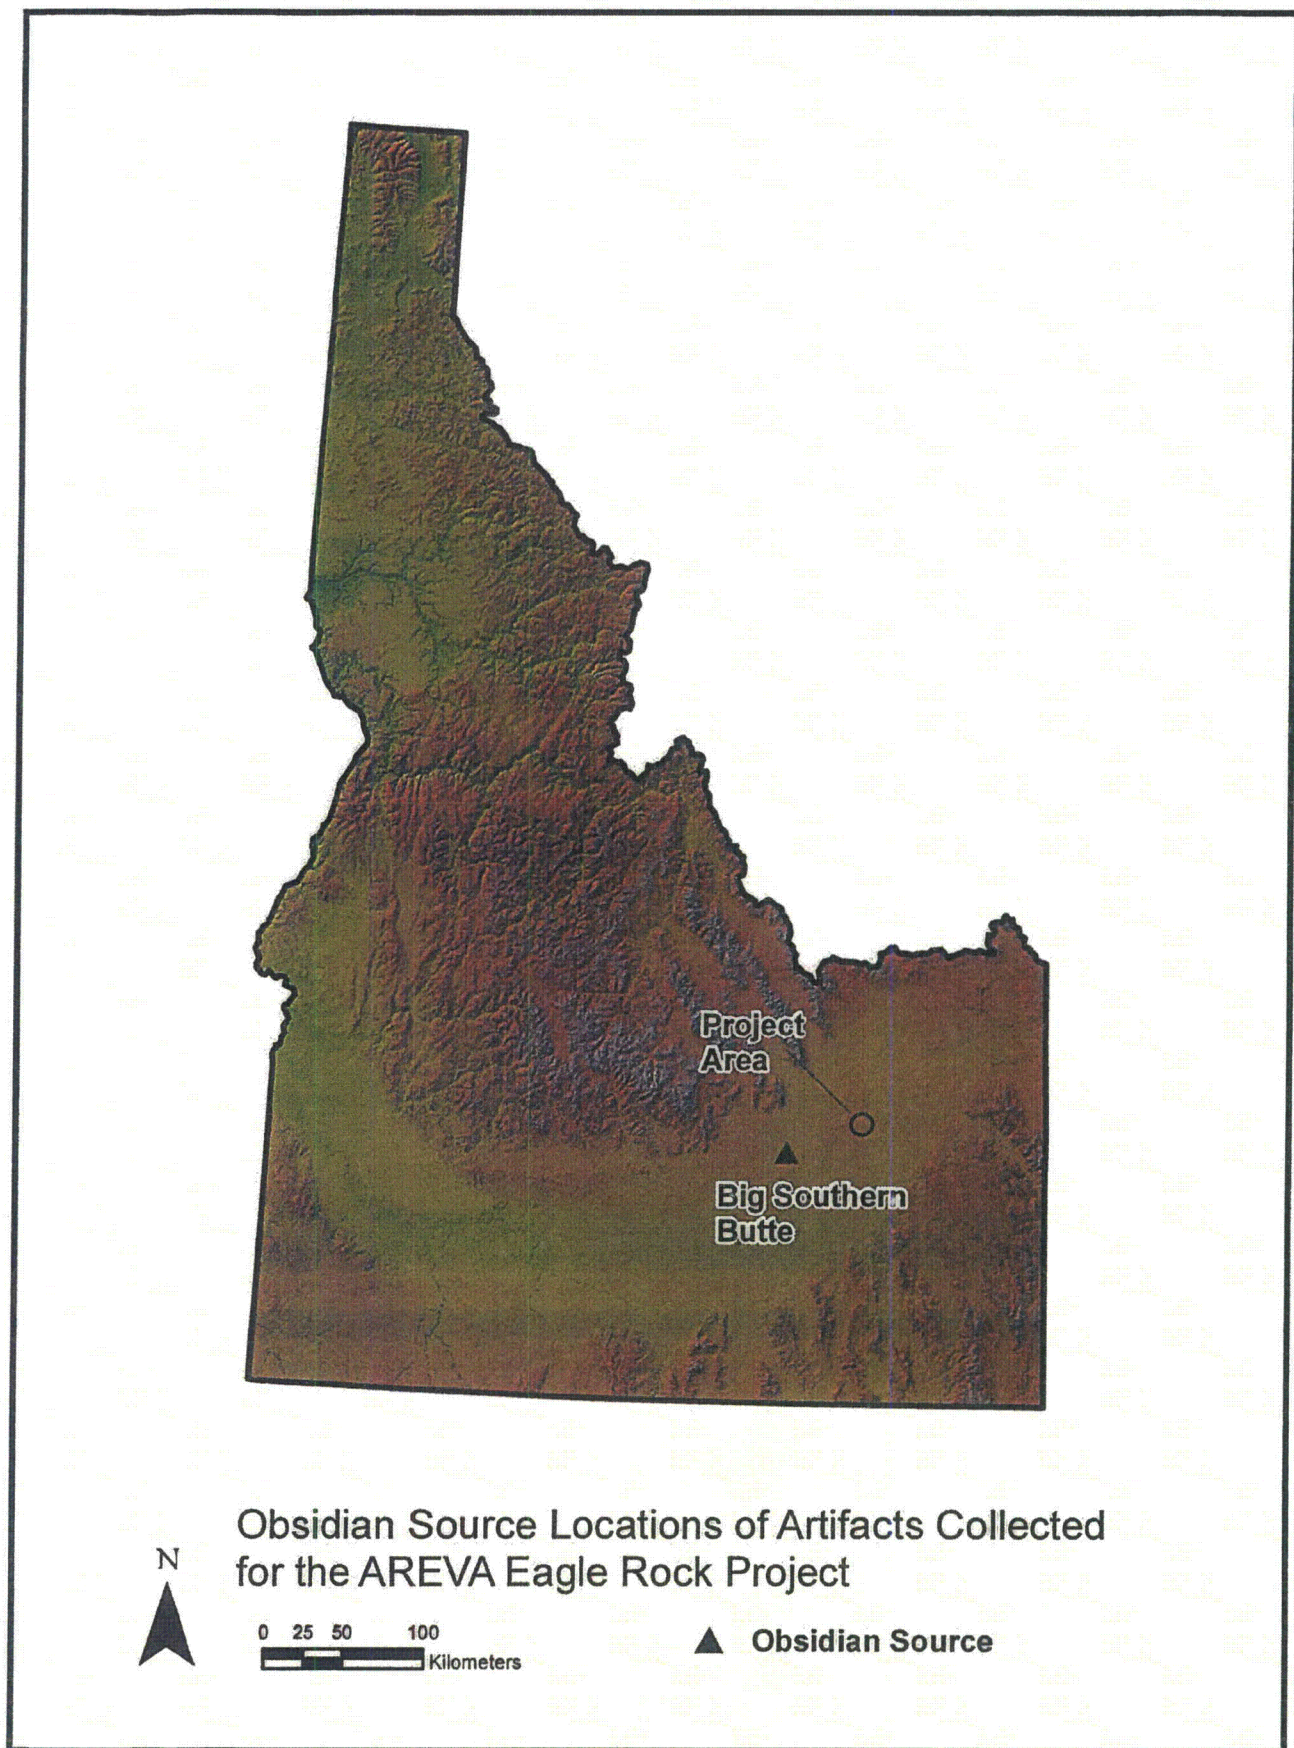 Project
Area
Big Southern
Butte
Obsidian Source Locations of Artifacts Collected
for the AREVA Eagle Rock Project
N
0 25 50 100
Kilometers
Obsidian Source